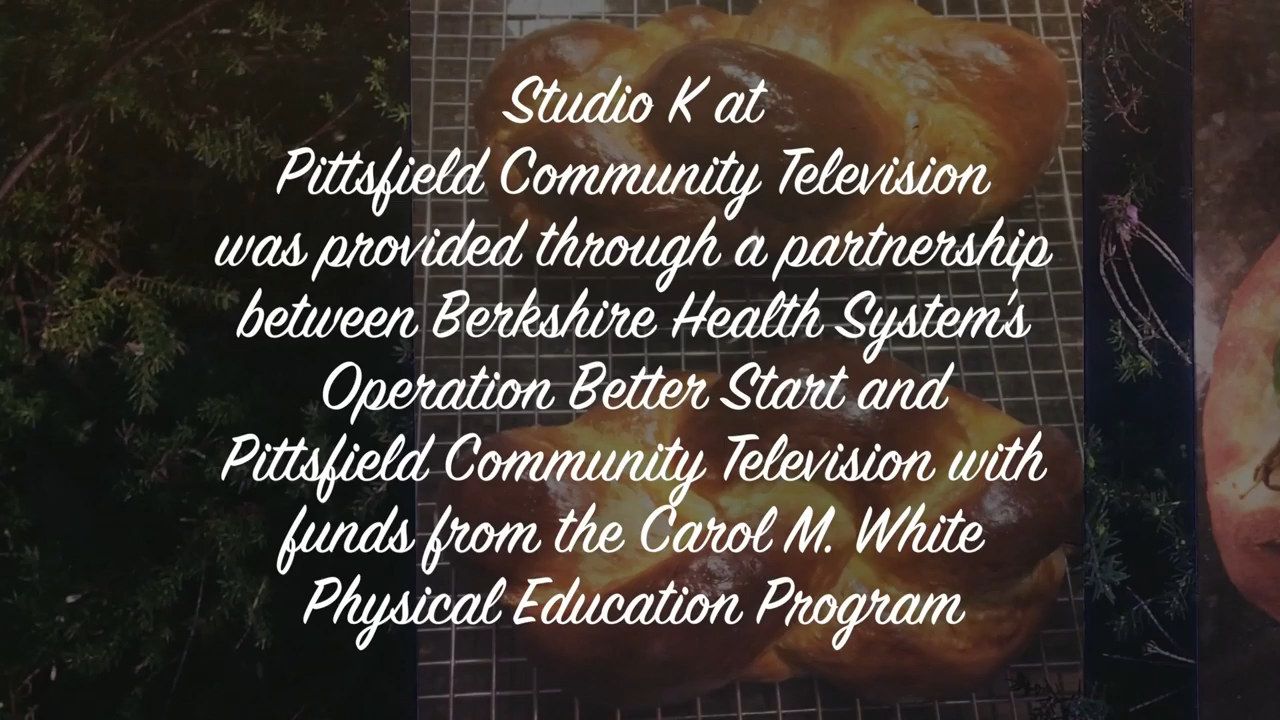 Studio K at
Pittsfield Community Television
was provided through a partnership
between Berkshire Health System's
Operation Better Start and
Pittsfield Community Television with
funds from the Carol M. White
Physical Education Program